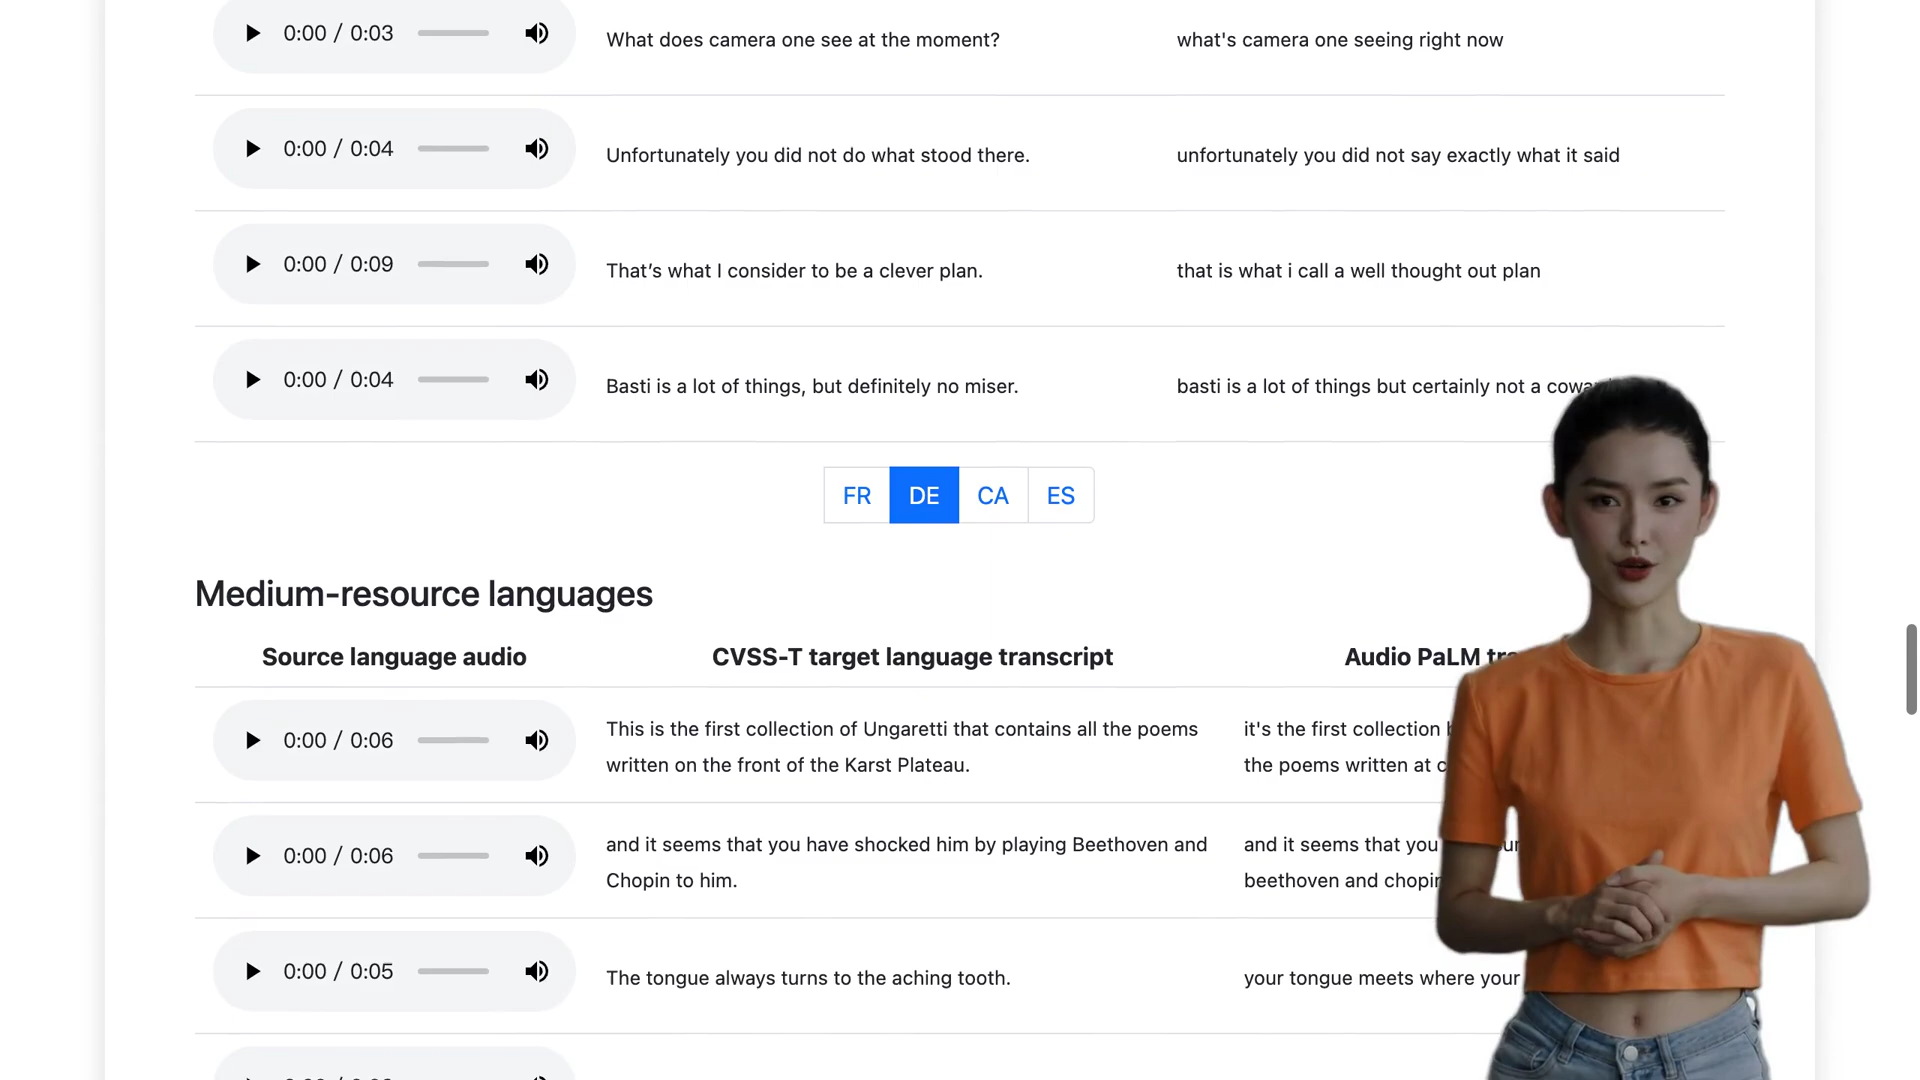 0:00 / 0:03
What does camera one see at the moment?
what's camera one seeing right now
0:00 / 0:04
Unfortunately you did not do what stood there.
unfortunately you did not say exactly what it said
0:00 / 0:09
That’s what I consider to be a clever plan.
that is what i call a well thought out plan
0:00 / 0:04
Basti is a lot of things, but definitely no miser.
basti is a lot of things but certainly not a
FR DE CA ES
Medium-resource languages
Source language audio
CVSS-T target language transcript
Audio PaLM
0:00 / 0:06
This is the first collection of Ungaretti that contains all the poems
written on the front of the Karst Plateau.
it's the first collection
the poems written at
0:00 / 0:06
and it seems that you have shocked him by playing Beethoven and
Chopin to him.
and it seems that you
beethoven and
0:00 / 0:05
The tongue always turns to the aching tooth.
your tongue meets where your